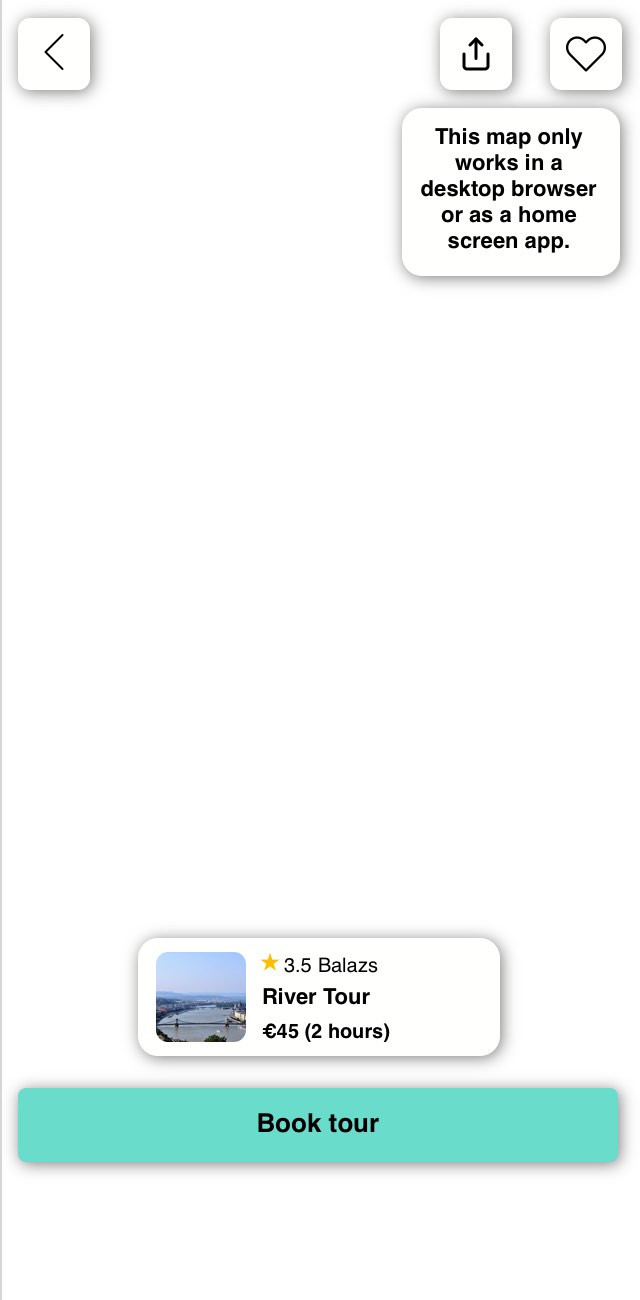 This map only
works in a
desktop browser
or as a home
screen app.
3.5 Balazs
River Tour
€45 (2 hours)
Book tour